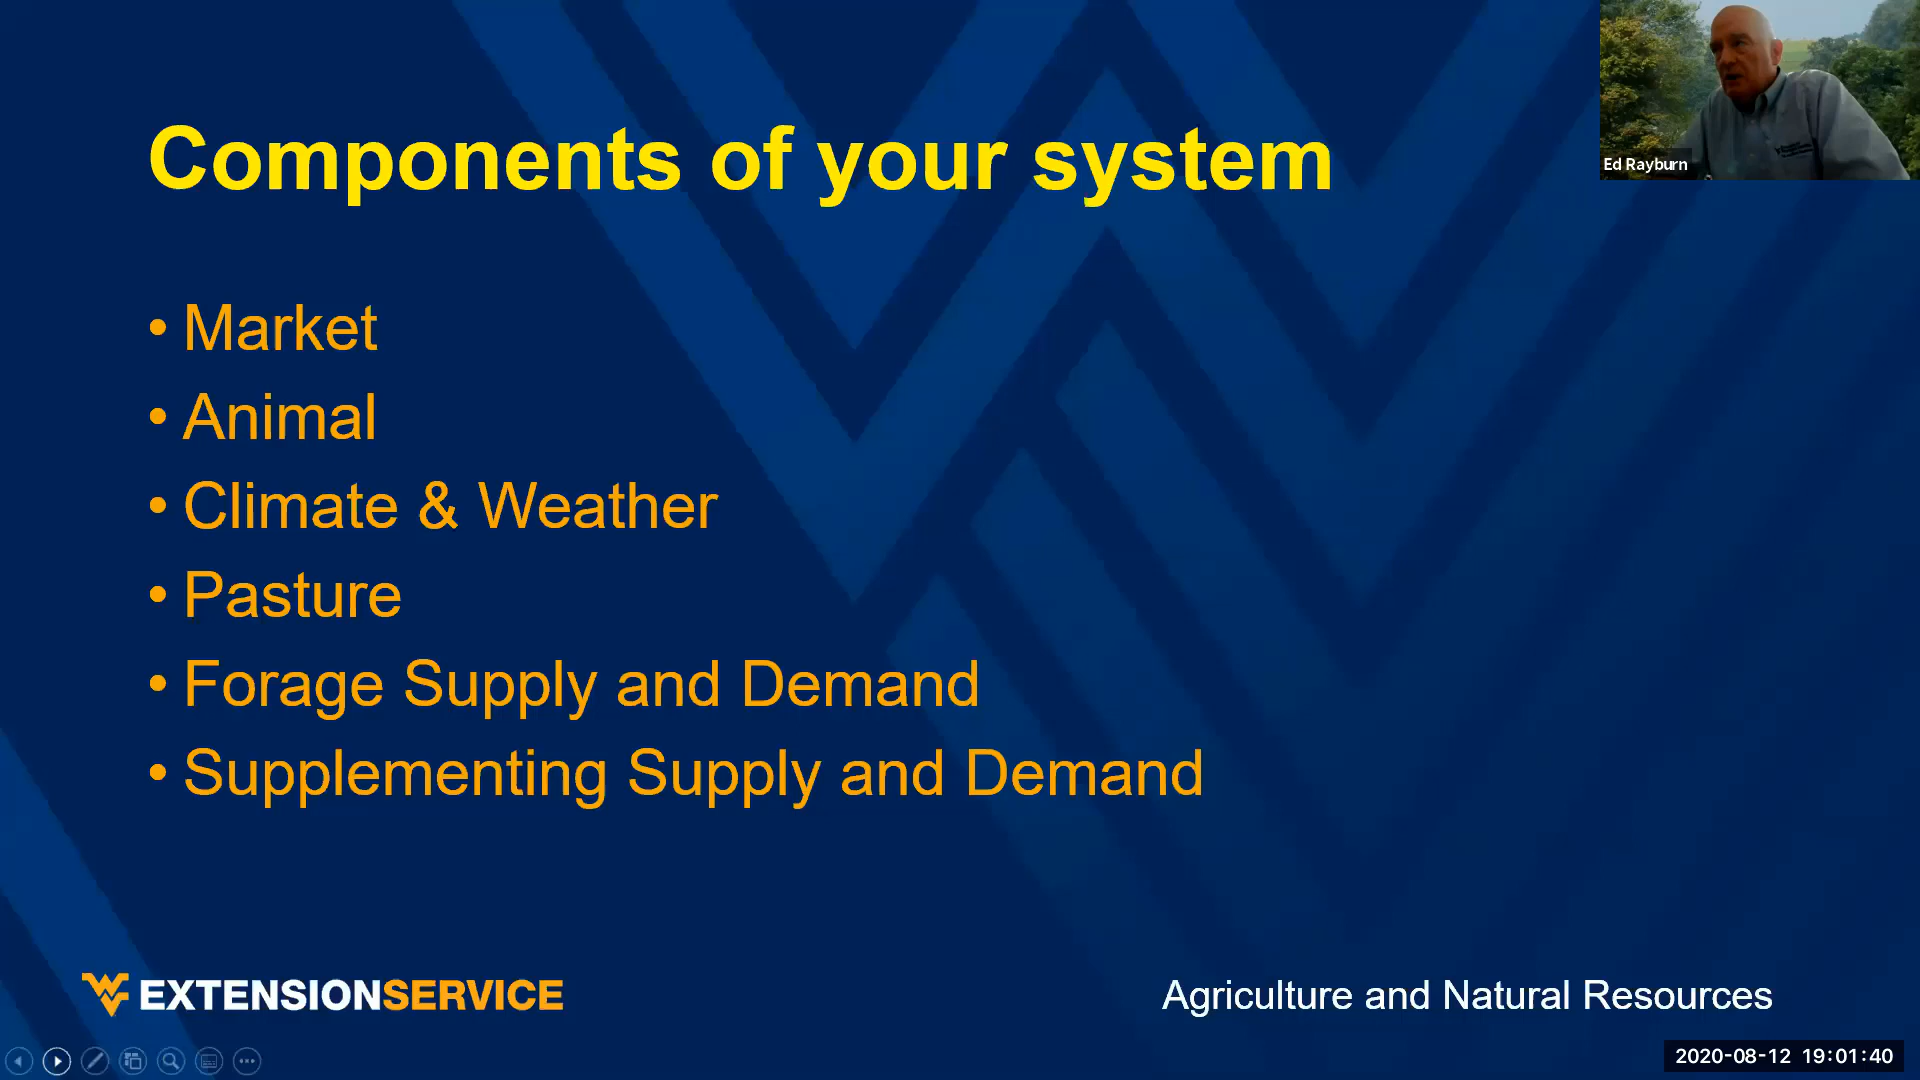 Components of your system
• Market
• Animal
• Climate & Weather
• Pasture
• Forage Supply and Demand
• Supplementing Supply and Demand
Ed Rayburn
WV EXTENSIONSERVICE
Agriculture and Natural Resources
2020-08-12 19:01:40